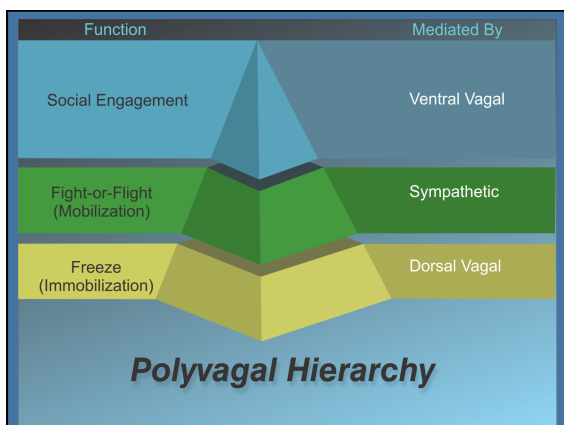 Function Mediated By
Social Engagement Ventral Vagal
Fight-or-Flight Sympathetic
(Mobilization)
Freeze Dorsal Vagal
(Immobilization)
Polyvagal Hierarchy